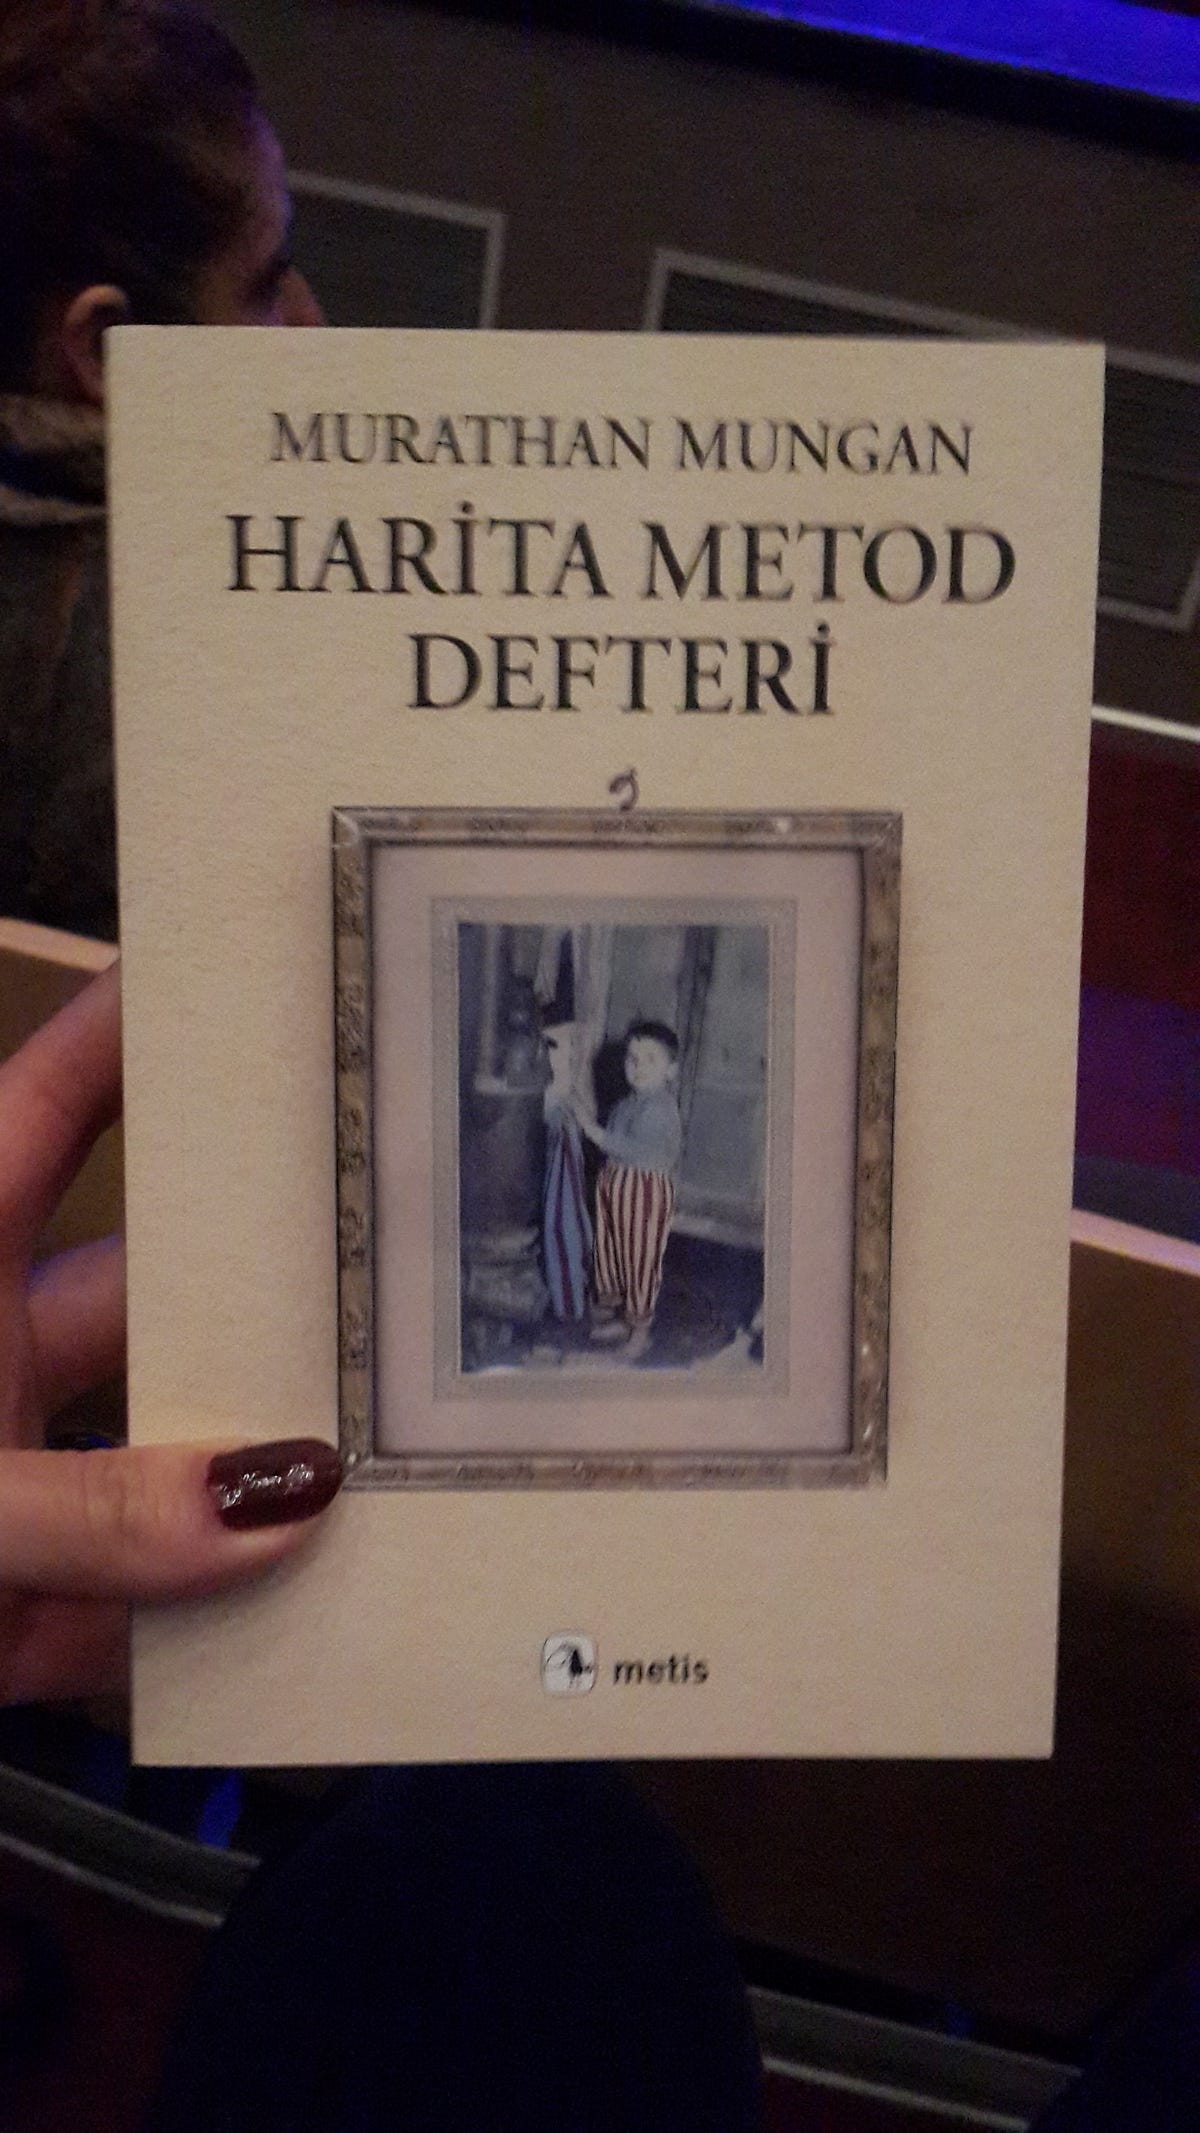 MURATHAN MUNGAN
HARİTA METOD
DEFTERİ
metis